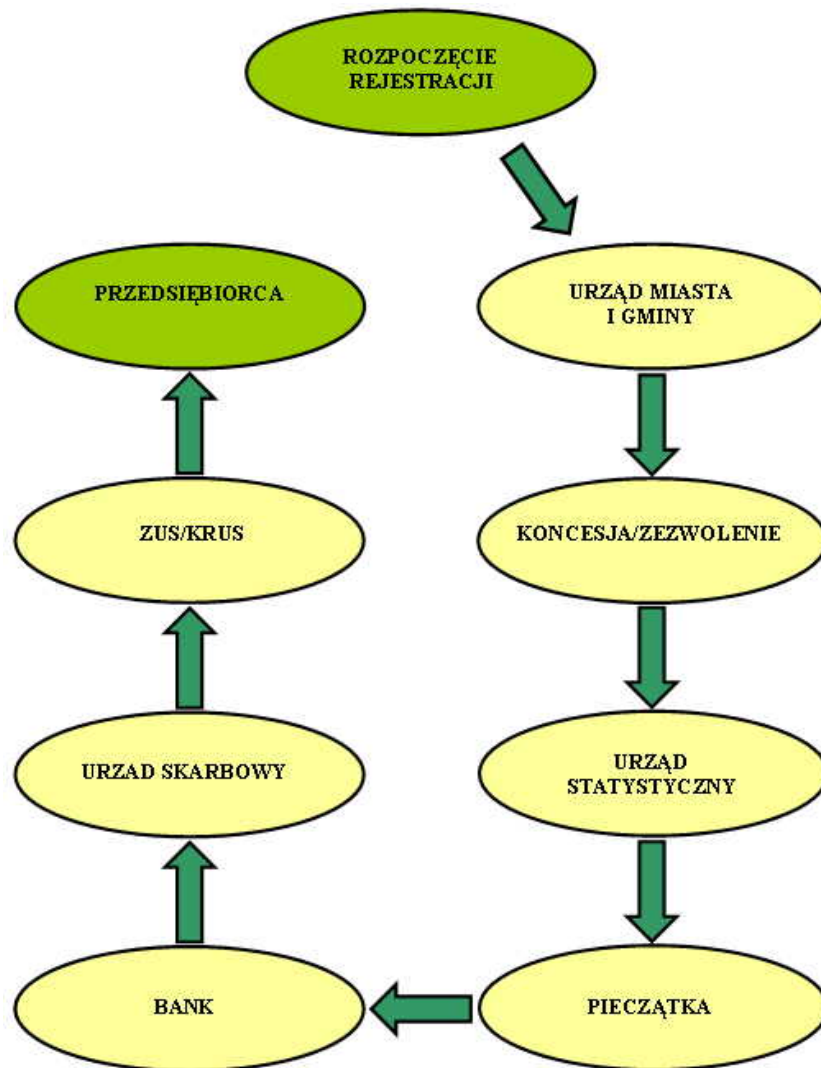 ROZPOCZĘCIE
REJESTRACJI
URZĄD MIASTA
I GMINY
KONCESJA/ZEZWOLENIE
URZĄD
STATYSTYCZNY
PIECZĄTKA
BANK
URZAD SKARBOWY
ZUS/KRUS
PRZEDSIĘBIORCA